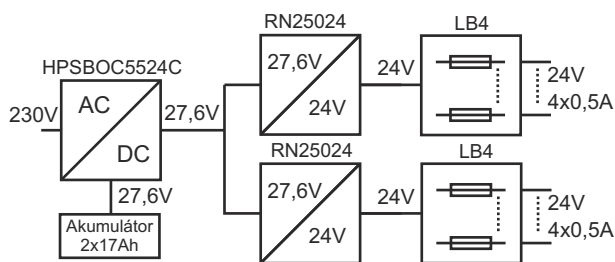 HPSBOC5524C
230V
AC
DC
27,6V
27,6V
Akumulátor
2x17Ah
RN25024
27,6V
24V
24V
LB4
24V
4x0,5A
RN25024
27,6V
24V
24V
LB4
24V
4x0,5A